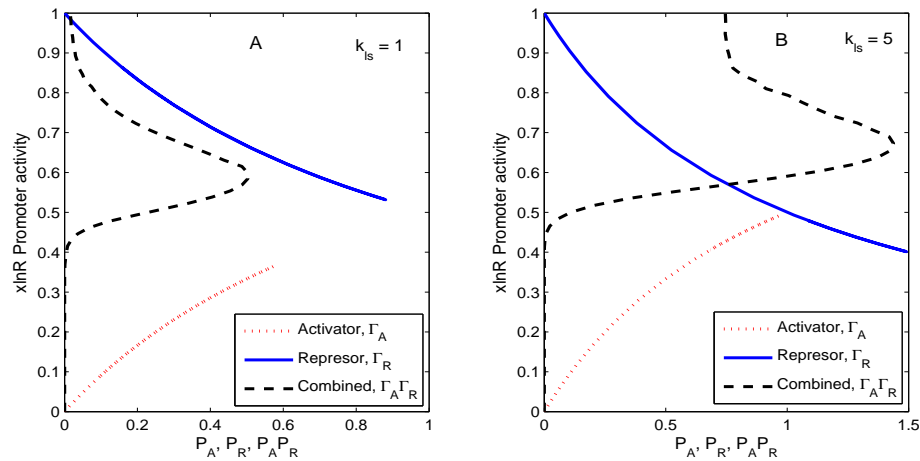 A
k_ls = 1
xlnR Promoter activity
1
0.9
0.8
0.7
0.6
0.5
0.4
0.3
0.2
0.1
0
0 0.2 0.4 0.6 0.8 1
P_A, P_R, P_AP_R
Activator, Γ_A
Represor, Γ_R
Combined, Γ_AΓ_R
B
k_ls = 5
xlnR Promoter activity
1
0.9
0.8
0.7
0.6
0.5
0.4
0.3
0.2
0.1
0
0 0.5 1 1.5
P_A, P_R, P_AP_R
Activator, Γ_A
Represor, Γ_R
Combined, Γ_AΓ_R